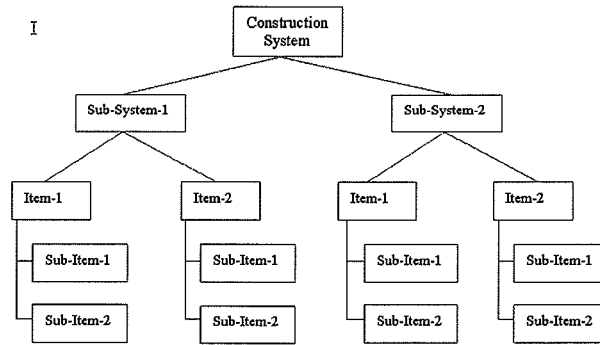 I
Construction
System
Sub-System-1
Sub-System-2
Item-1
Item-2
Item-1
Item-2
Sub-Item-1
Sub-Item-1
Sub-Item-1
Sub-Item-1
Sub-Item-2
Sub-Item-2
Sub-Item-2
Sub-Item-2